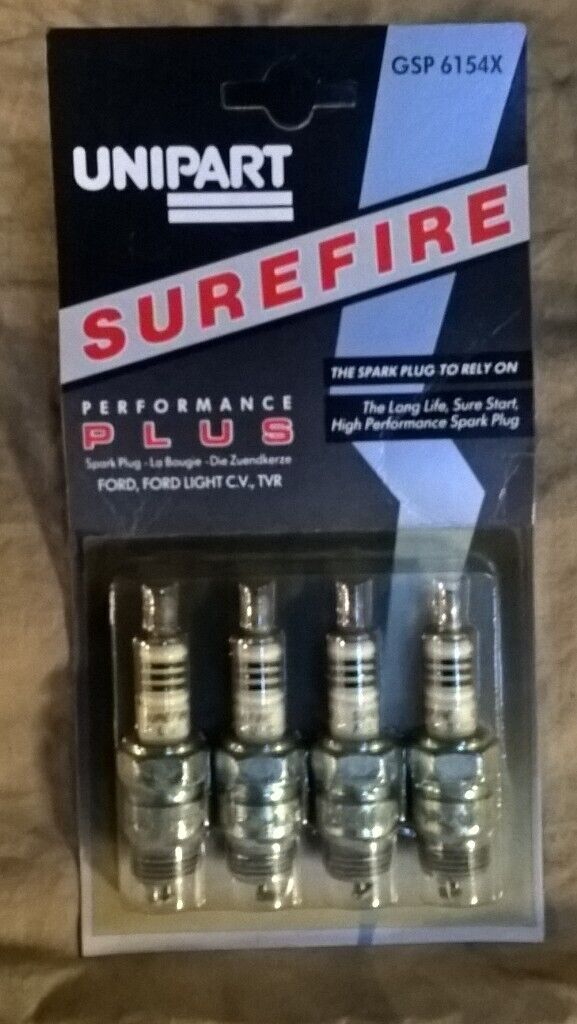 GSP 6154X
UNIPART
SUREFIRE
THE SPARK PLUG TO RELY ON
The Long Life, Sure Start,
High Performance Spark Plug
PERFORMANCE
PLUS
Spark Plug - La Bougie - Die Zuendkerze
FORD, FORD LIGHT C.V., TVR